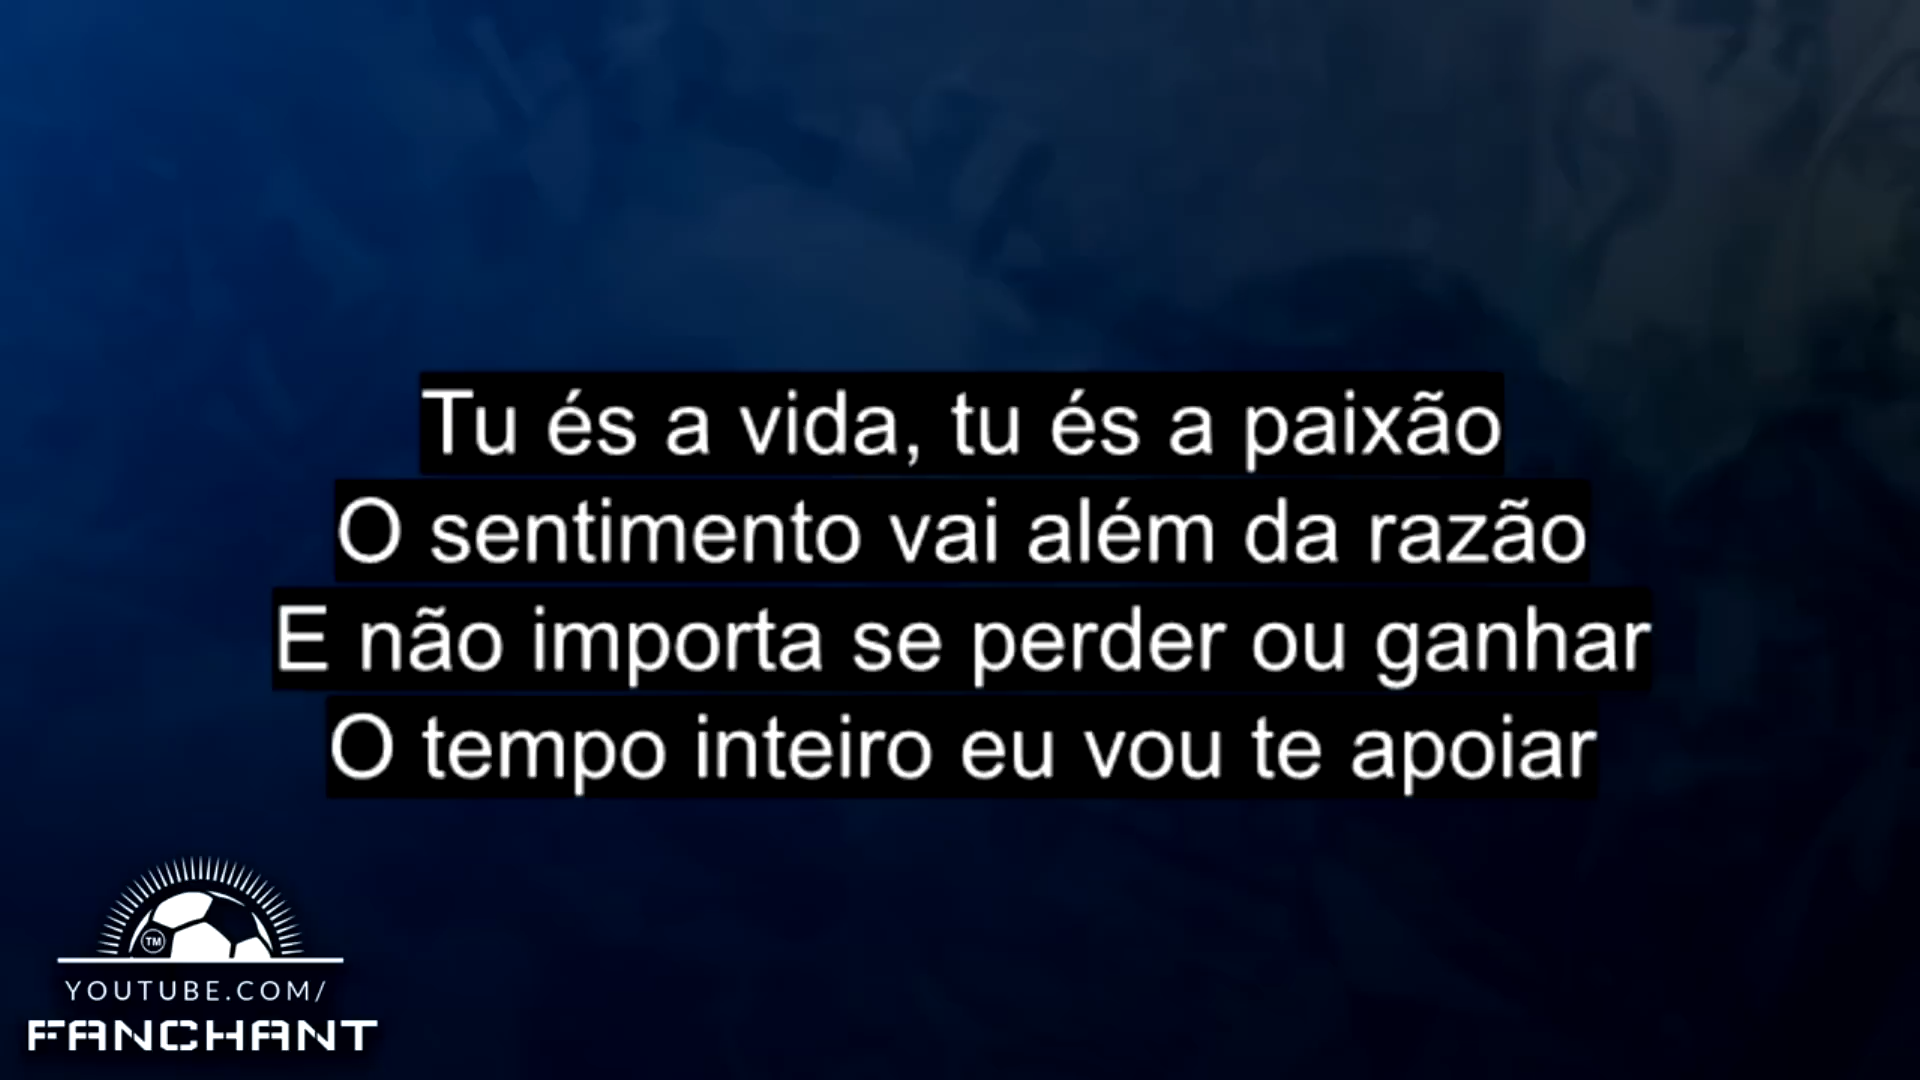 Tu és a vida, tu és a paixão
O sentimento vai além da razão
E não importa se perder ou ganhar
O tempo inteiro eu vou te apoiar
TM
YOUTUBE.COM/
FANCHANT